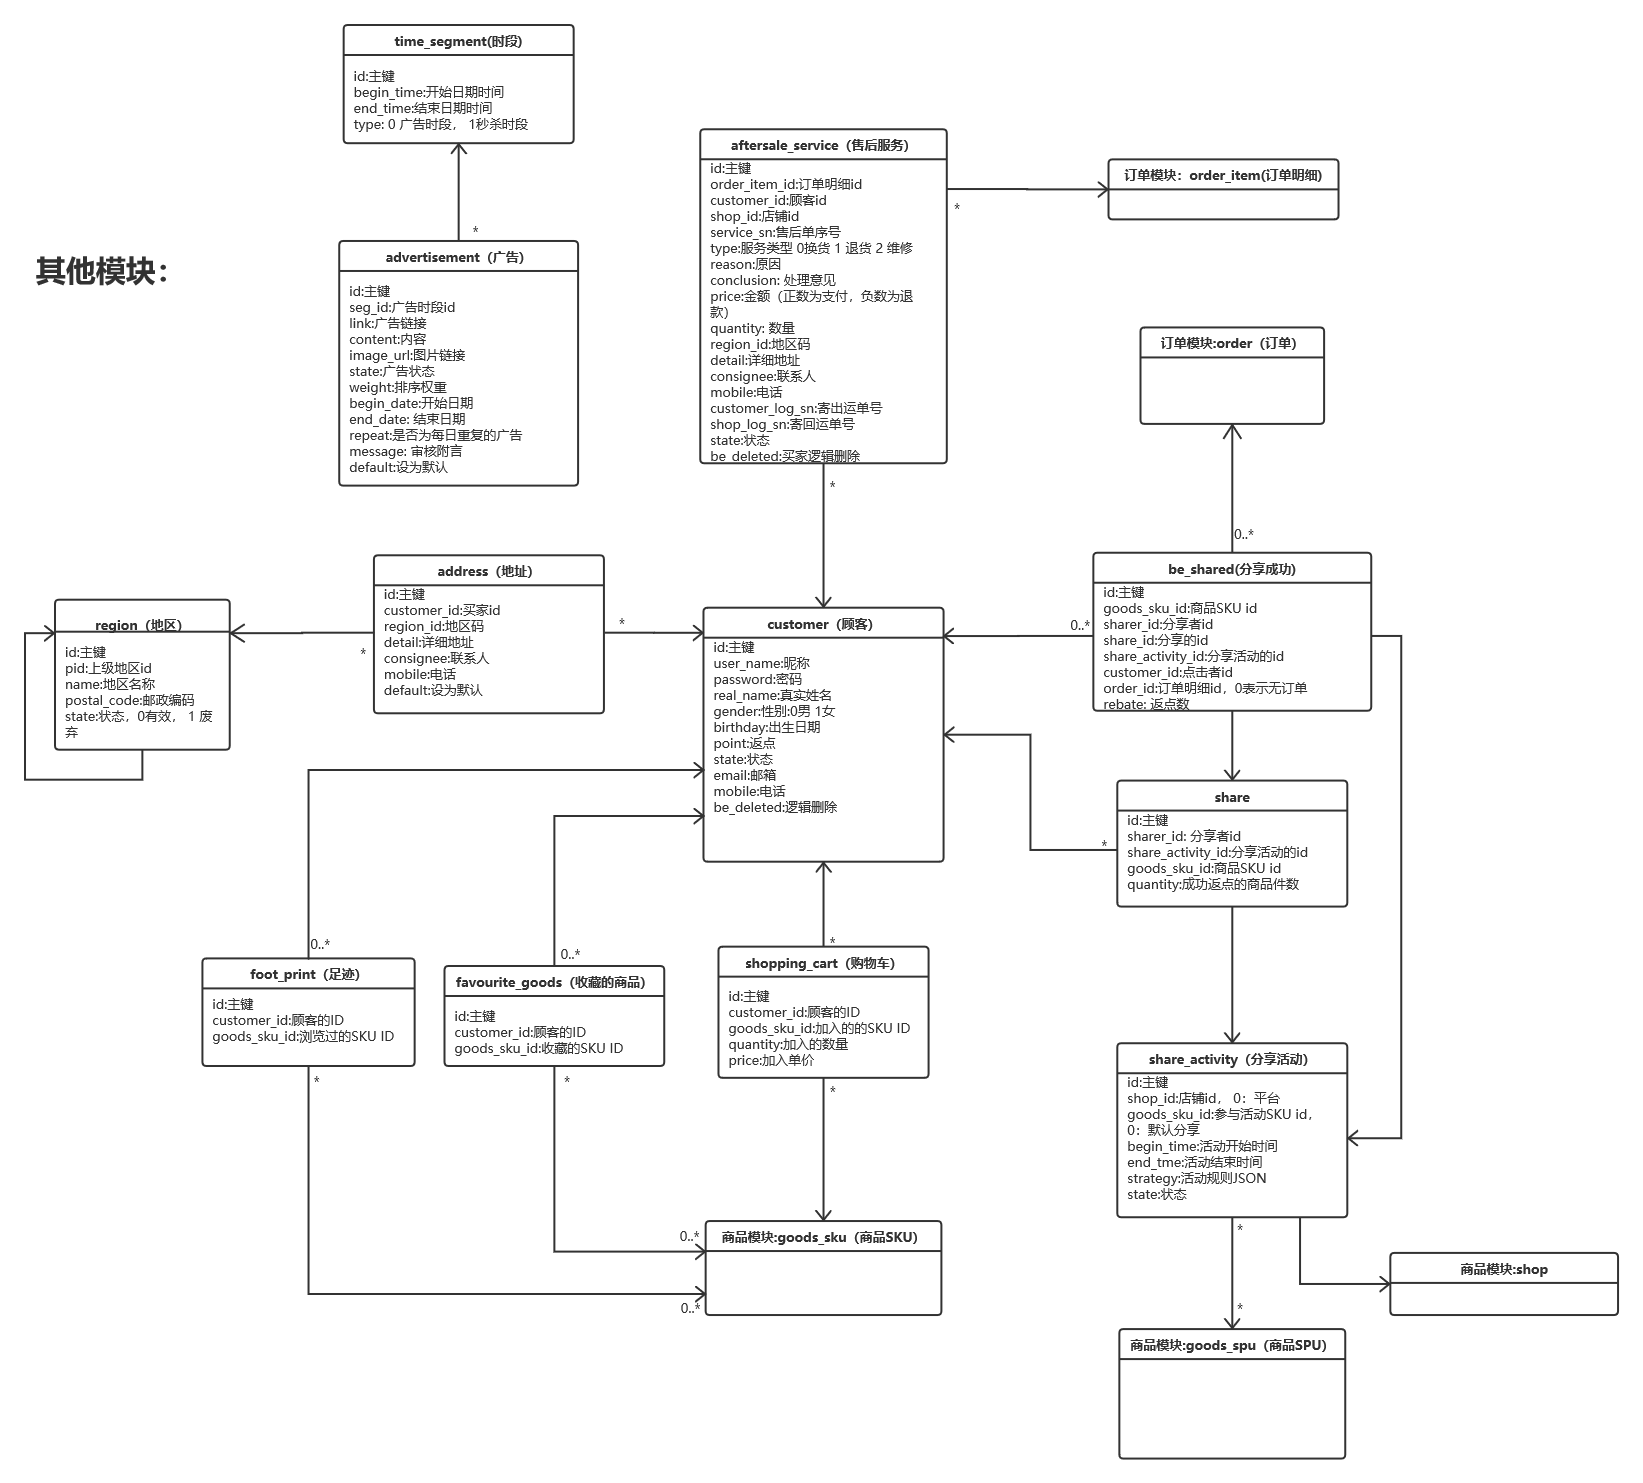 time_segment(时段)
id:主键
begin_time:开始日期时间
end_time:结束日期时间
type: 0 广告时段， 1秒杀时段
*
其他模块：
advertisement（广告）
id:主键
seg_id:广告时段id
link:广告链接
content:内容
image_url:图片链接
state:广告状态
weight:排序权重
begin_date:开始日期
end_date: 结束日期
repeat:是否为每日重复的广告
message: 审核附言
default:设为默认
aftersale_service（售后服务）
id:主键
order_item_id:订单明细id
customer_id:顾客id
shop_id:店铺id
service_sn:售后单序号
type:服务类型 0换货 1 退货 2 维修
reason:原因
conclusion: 处理意见
price:金额（正数为支付，负数为退
款）
quantity: 数量
region_id:地区码
detail:详细地址
consignee:联系人
mobile:电话
customer_log_sn:寄出运单号
shop_log_sn:寄回运单号
state:状态
be_deleted:买家逻辑删除
*
*
订单模块：order_item(订单明细)
订单模块:order（订单）
0..*
be_shared(分享成功)
id:主键
goods_sku_id:商品SKU id
sharer_id:分享者id
share_id:分享的id
share_activity_id:分享活动的id
customer_id:点击者id
order_id:订单明细id，0表示无订单
rebate: 返点数
0..*
address（地址）
id:主键
customer_id:买家id
region_id:地区码
detail:详细地址
consignee:联系人
mobile:电话
default:设为默认
*
*
region（地区）
id:主键
pid:上级地区id
name:地区名称
postal_code:邮政编码
state:状态，0有效， 1 废
弃
customer（顾客）
id:主键
user_name:昵称
password:密码
real_name:真实姓名
gender:性别:0男 1女
birthday:出生日期
point:返点
state:状态
email:邮箱
mobile:电话
be_deleted:逻辑删除
share
id:主键
sharer_id: 分享者id
share_activity_id:分享活动的id
goods_sku_id:商品SKU id
quantity:成功返点的商品件数
*
0..*
foot_print（足迹）
id:主键
customer_id:顾客的ID
goods_sku_id:浏览过的SKU ID
*
0..*
favourite_goods（收藏的商品）
id:主键
customer_id:顾客的ID
goods_sku_id:收藏的SKU ID
*
*
shopping_cart（购物车）
id:主键
customer_id:顾客的ID
goods_sku_id:加入的的SKU ID
quantity:加入的数量
price:加入单价
*
share_activity（分享活动）
id:主键
shop_id:店铺id， 0：平台
goods_sku_id:参与活动SKU id，
0：默认分享
begin_time:活动开始时间
end_tme:活动结束时间
strategy:活动规则JSON
state:状态
*
*
0..*
0..*
商品模块:goods_sku（商品SKU）
商品模块:shop
商品模块:goods_spu（商品SPU）